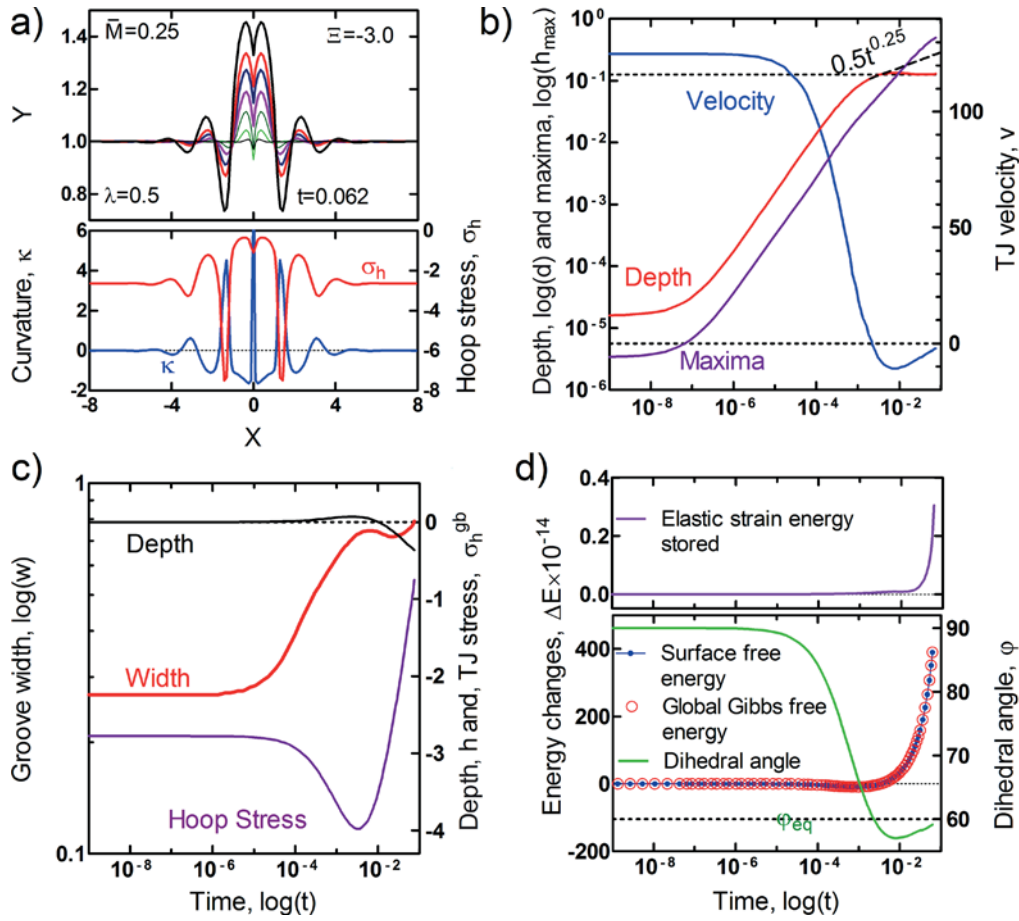 a)
M̄=0.25
Ξ=-3.0
1.4
1.2
1.0
0.8
Y
λ=0.5
t=0.062
6
4
2
0
-2
Curvature, κ
0
-2
-4
-6
-8
Hoop stress, σh
σh
κ
-8
-4
0
4
8
X
b)
10^0
10^-1
10^-2
10^-3
10^-4
10^-5
10^-6
Depth, log(d) and maxima, log(hmax)
0.5t^0.25
Velocity
Depth
Maxima
100
50
0
TJ velocity, v
10^-8
10^-6
10^-4
10^-2
c)
1
0.1
Groove width, log(w)
Depth
Width
Hoop Stress
0
-1
-2
-3
-4
Depth, h and, TJ stress, σh^gb
10^-8
10^-6
10^-4
10^-2
Time, log(t)
d)
0.4
0.2
0.0
Elastic strain energy
stored
400
200
0
-200
Energy changes, ΔE×10^-14
Surface free
energy
Global Gibbs free
energy
Dihedral angle
φeq
90
80
70
60
Dihedral angle, φ
10^-8
10^-6
10^-4
10^-2
Time, log(t)